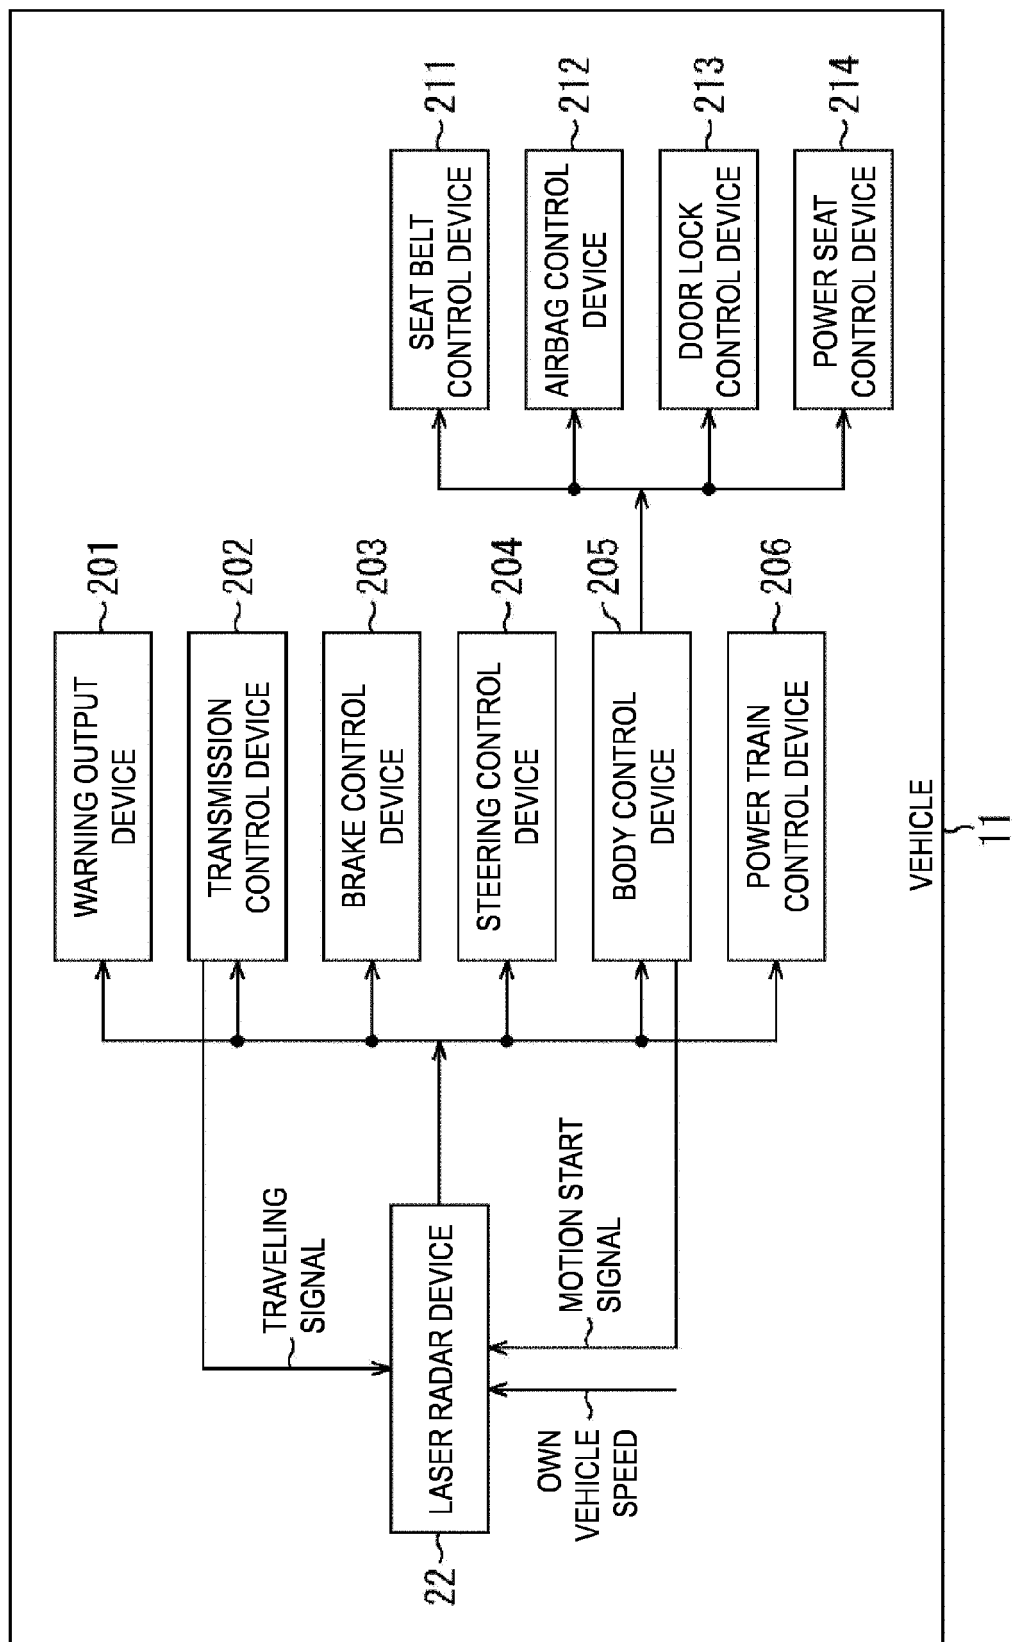 WARNING OUTPUT
DEVICE
201
TRANSMISSION
CONTROL DEVICE
202
BRAKE CONTROL
DEVICE
203
STEERING CONTROL
DEVICE
204
BODY CONTROL
DEVICE
205
POWER TRAIN
CONTROL DEVICE
206
SEAT BELT
CONTROL DEVICE
211
AIRBAG CONTROL
DEVICE
212
DOOR LOCK
CONTROL DEVICE
213
POWER SEAT
CONTROL DEVICE
214
TRAVELING
SIGNAL
LASER RADAR DEVICE
22
MOTION START
SIGNAL
OWN
VEHICLE
SPEED
VEHICLE
11